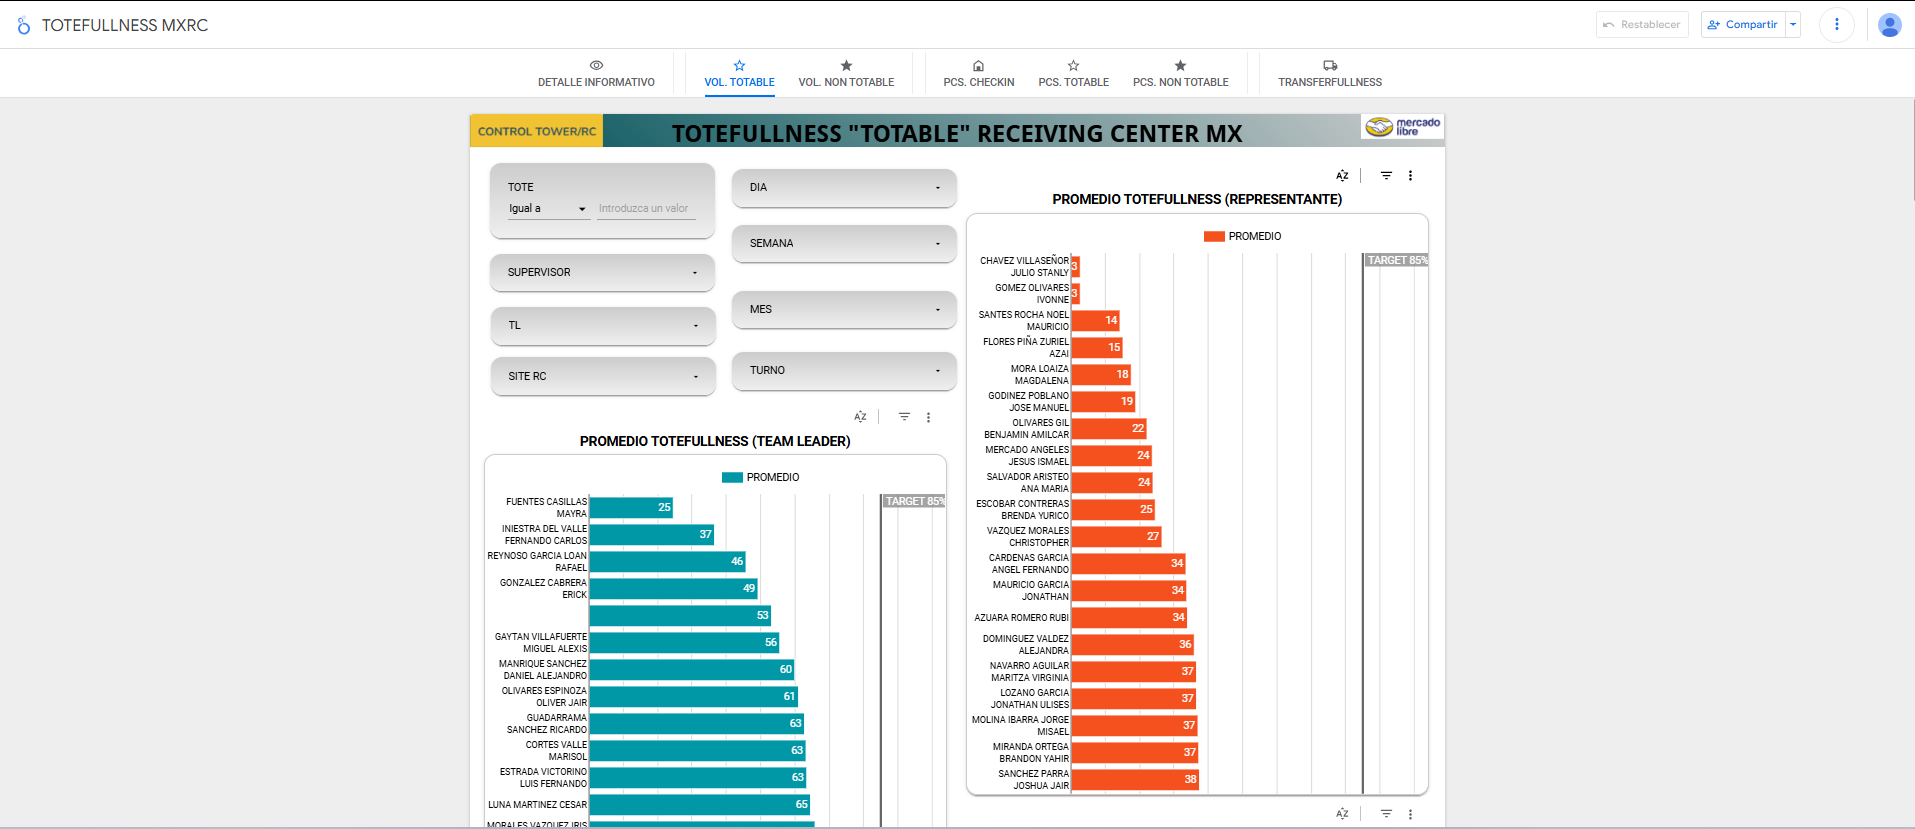 TOTEFULLNESS MXRC
Restablecer
Compartir
DETALLE INFORMATIVO
VOL. TOTABLE
VOL. NON TOTABLE
PCS. CHECKIN
PCS. TOTABLE
PCS. NON TOTABLE
TRANSFERFULLNESS
CONTROL TOWER/RC
TOTEFULLNESS "TOTABLE" RECEIVING CENTER MX
mercado
libre
TOTE
Igual a
Introduzca un valor
SUPERVISOR
TL
SITE RC
DIA
SEMANA
MES
TURNO
AZ
PROMEDIO TOTEFULLNESS (TEAM LEADER)
PROMEDIO
TARGET 85%
FUENTES CASILLAS
MAYRA
25
INIESTRA DEL VALLE
FERNANDO CARLOS
37
REYNOSO GARCIA LOAN
RAFAEL
46
GONZALEZ CABRERA
ERICK
49
53
GAYTAN VILLAFUERTE
MIGUEL ALEXIS
56
MANRIQUE SANCHEZ
DANIEL ALEJANDRO
60
OLIVARES ESPINOZA
OLIVER JAIR
61
GUADARRAMA
SANCHEZ RICARDO
63
CORTES VALLE
MARISOL
63
ESTRADA VICTORINO
LUIS FERNANDO
63
LUNA MARTINEZ CESAR
65
MORALES VAZQUEZ IRIS
AZ
PROMEDIO TOTEFULLNESS (REPRESENTANTE)
PROMEDIO
TARGET 85%
CHAVEZ VILLASEÑOR
JULIO STANLY
3
GOMEZ OLIVARES
IVONNE
3
SANTES ROCHA NOEL
MAURICIO
14
FLORES PIÑA ZURIEL
AZAI
15
MORA LOAIZA
MAGDALENA
18
GODINEZ POBLANO
JOSE MANUEL
19
OLIVARES GIL
BENJAMIN AMILCAR
22
MERCADO ANGELES
JESUS ISMAEL
24
SALVADOR ARISTEO
ANA MARIA
24
ESCOBAR CONTRERAS
BRENDA YURICO
25
VAZQUEZ MORALES
CHRISTOPHER
27
CARDENAS GARCIA
ANGEL FERNANDO
34
MAURICIO GARCIA
JONATHAN
34
AZUARA ROMERO RUBI
34
DOMINGUEZ VALDEZ
ALEJANDRA
36
NAVARRO AGUILAR
MARITZA VIRGINIA
37
LOZANO GARCIA
JONATHAN ULISES
37
MOLINA IBARRA JORGE
MISAEL
37
MIRANDA ORTEGA
BRANDON YAHIR
37
SANCHEZ PARRA
JOSHUA JAIR
38
AZ